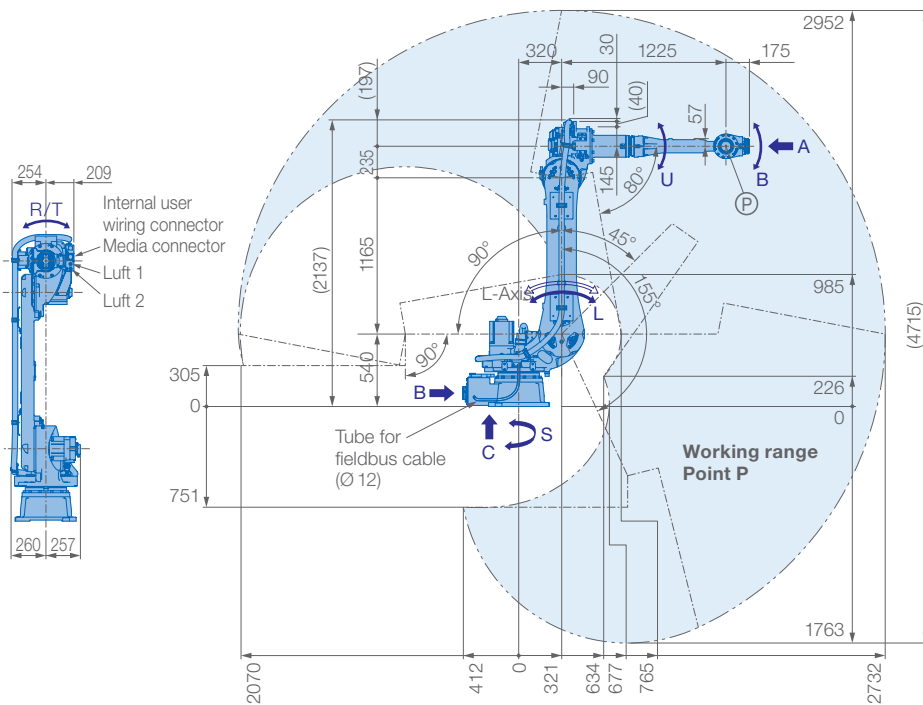 2952
30
320
1225
175
(197)
90
(40)
57
A
254
209
235
145
80°
U
B
P
R/T
Internal user
wiring connector
Media connector
Luft 1
Luft 2
(2137)
1165
90°
45°
155°
L-Axis
L
985
(4715)
540
90°
305
0
B
226
0
S
C
Tube for
fieldbus cable
(Ø 12)
Working range
Point P
751
260
257
1763
2070
412
0
321
634
677
765
2732